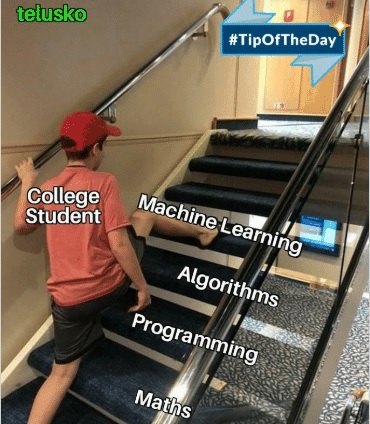 telusko
#TipOfTheDay
College
Student
Machine Learning
Algorithms
Programming
Maths